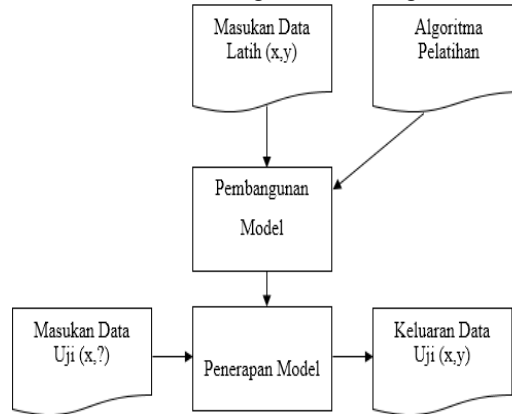 Masukan Data
Latih (x,y)
Algoritma
Pelatihan
Pembangunan
Model
Masukan Data
Uji (x,?)
Penerapan Model
Keluaran Data
Uji (x,y)